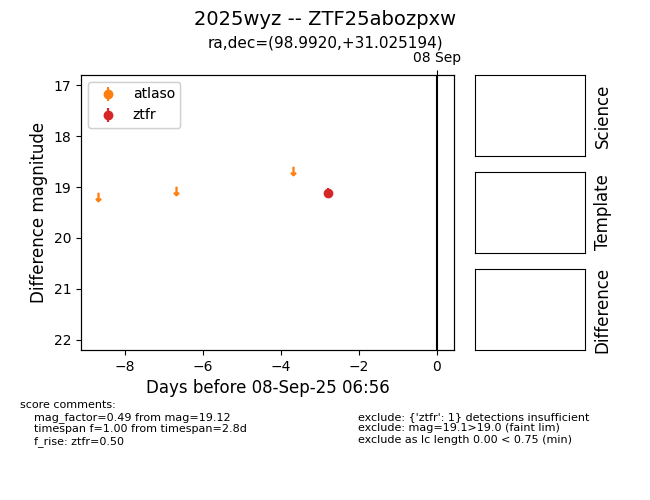 2025wyz -- ZTF25abozpxw
ra,dec=(98.9920,+31.025194)
08 Sep
atlaso
ztfr
17
18
19
20
21
22
Difference magnitude
−8
−6
−4
−2
0
Days before 08-Sep-25 06:56
Science
Template
Difference
score comments:
mag_factor=0.49 from mag=19.12
timespan f=1.00 from timespan=2.8d
f_rise: ztfr=0.50
exclude: {'ztfr': 1} detections insufficient
exclude: mag=19.1>19.0 (faint lim)
exclude as lc length 0.00 < 0.75 (min)